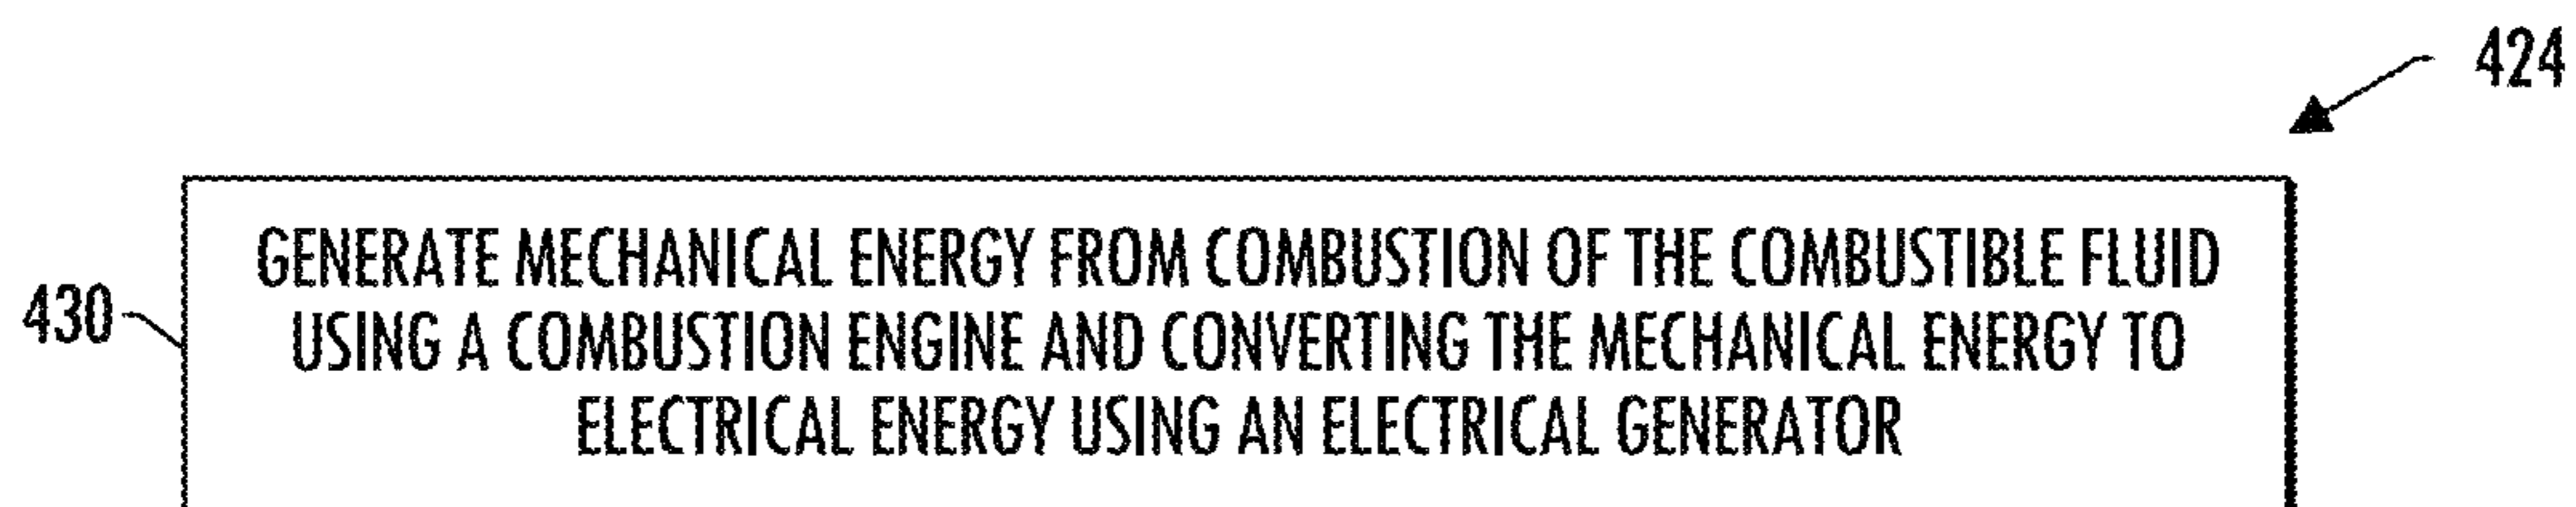 424
GENERATE MECHANICAL ENERGY FROM COMBUSTION OF THE COMBUSTIBLE FLUID
430
USING A COMBUSTION ENGINE AND CONVERTING THE MECHANICAL ENERGY TO
ELECTRICAL ENERGY USING AN ELECTRICAL GENERATOR